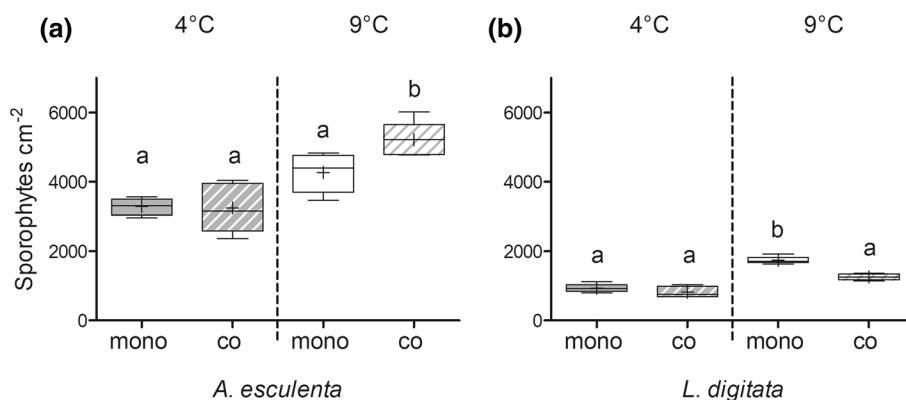 (a) 4°C 9°C
Sporophytes cm⁻²
6000
4000
2000
0
a a a b
mono co mono co
A. esculenta
(b) 4°C 9°C
6000
4000
2000
0
a a b a
mono co mono co
L. digitata